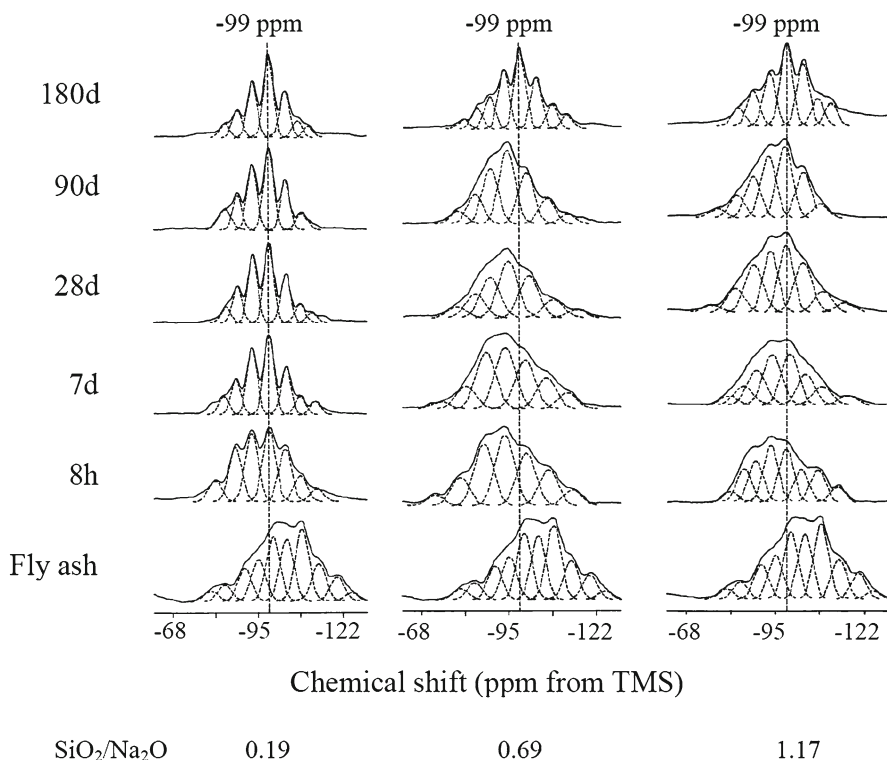 -99 ppm -99 ppm -99 ppm
180d
90d
28d
7d
8h
Fly ash
-68 -95 -122 -68 -95 -122 -68 -95 -122
Chemical shift (ppm from TMS)
SiO₂/Na₂O 0.19 0.69 1.17